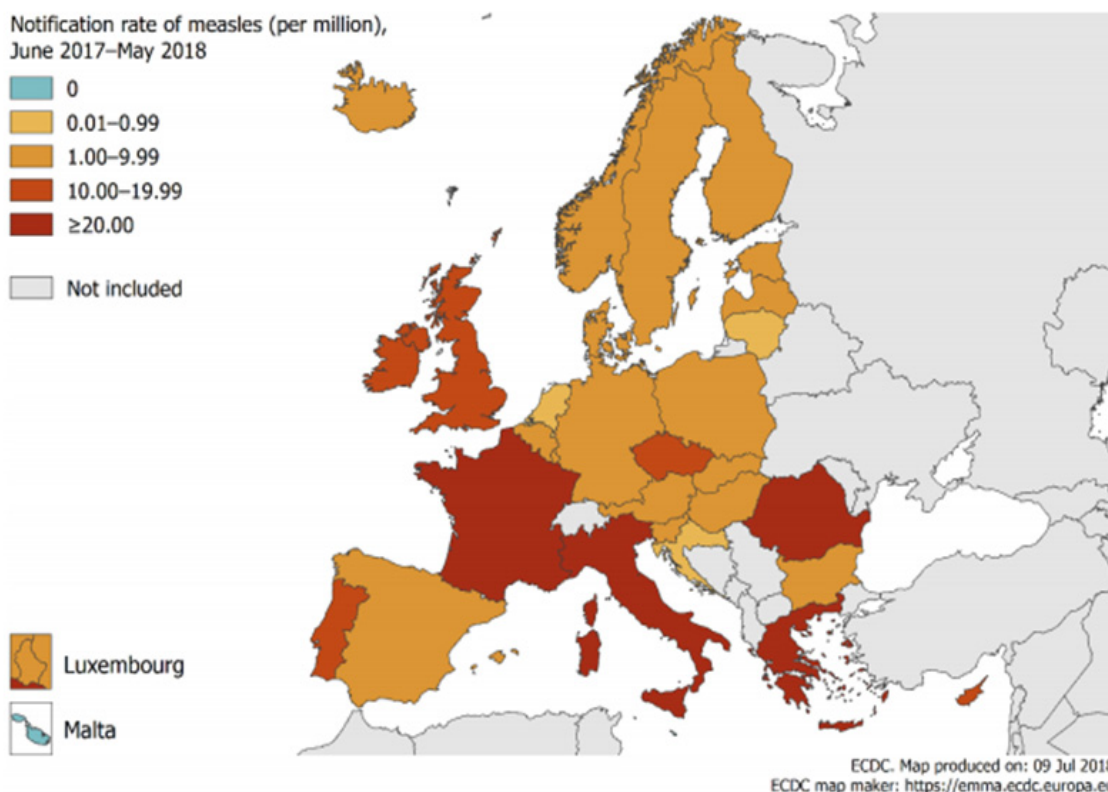 Notification rate of measles (per million),
June 2017–May 2018
0
0.01–0.99
1.00–9.99
10.00–19.99
≥20.00
Not included
Luxembourg
Malta
ECDC. Map produced on: 09 Jul 2018
ECDC map maker: https://emma.ecdc.europa.e